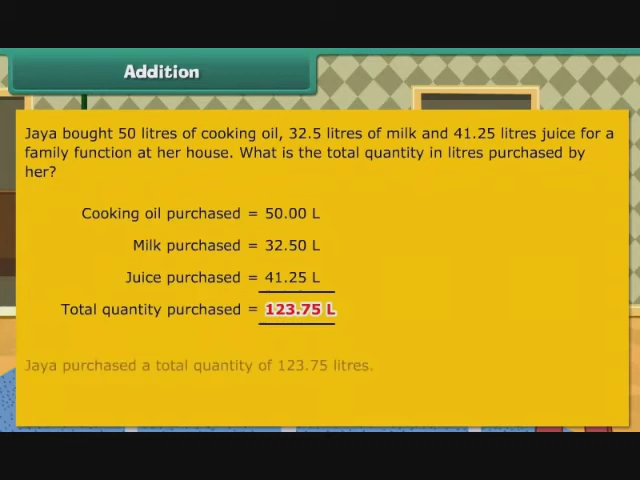 Addition
Jaya bought 50 litres of cooking oil, 32.5 litres of milk and 41.25 litres juice for a
family function at her house. What is the total quantity in litres purchased by
her?
Cooking oil purchased = 50.00 L
Milk purchased = 32.50 L
Juice purchased = 41.25 L
Total quantity purchased = 123.75 L
Jaya purchased a total quantity of 123.75 litres.